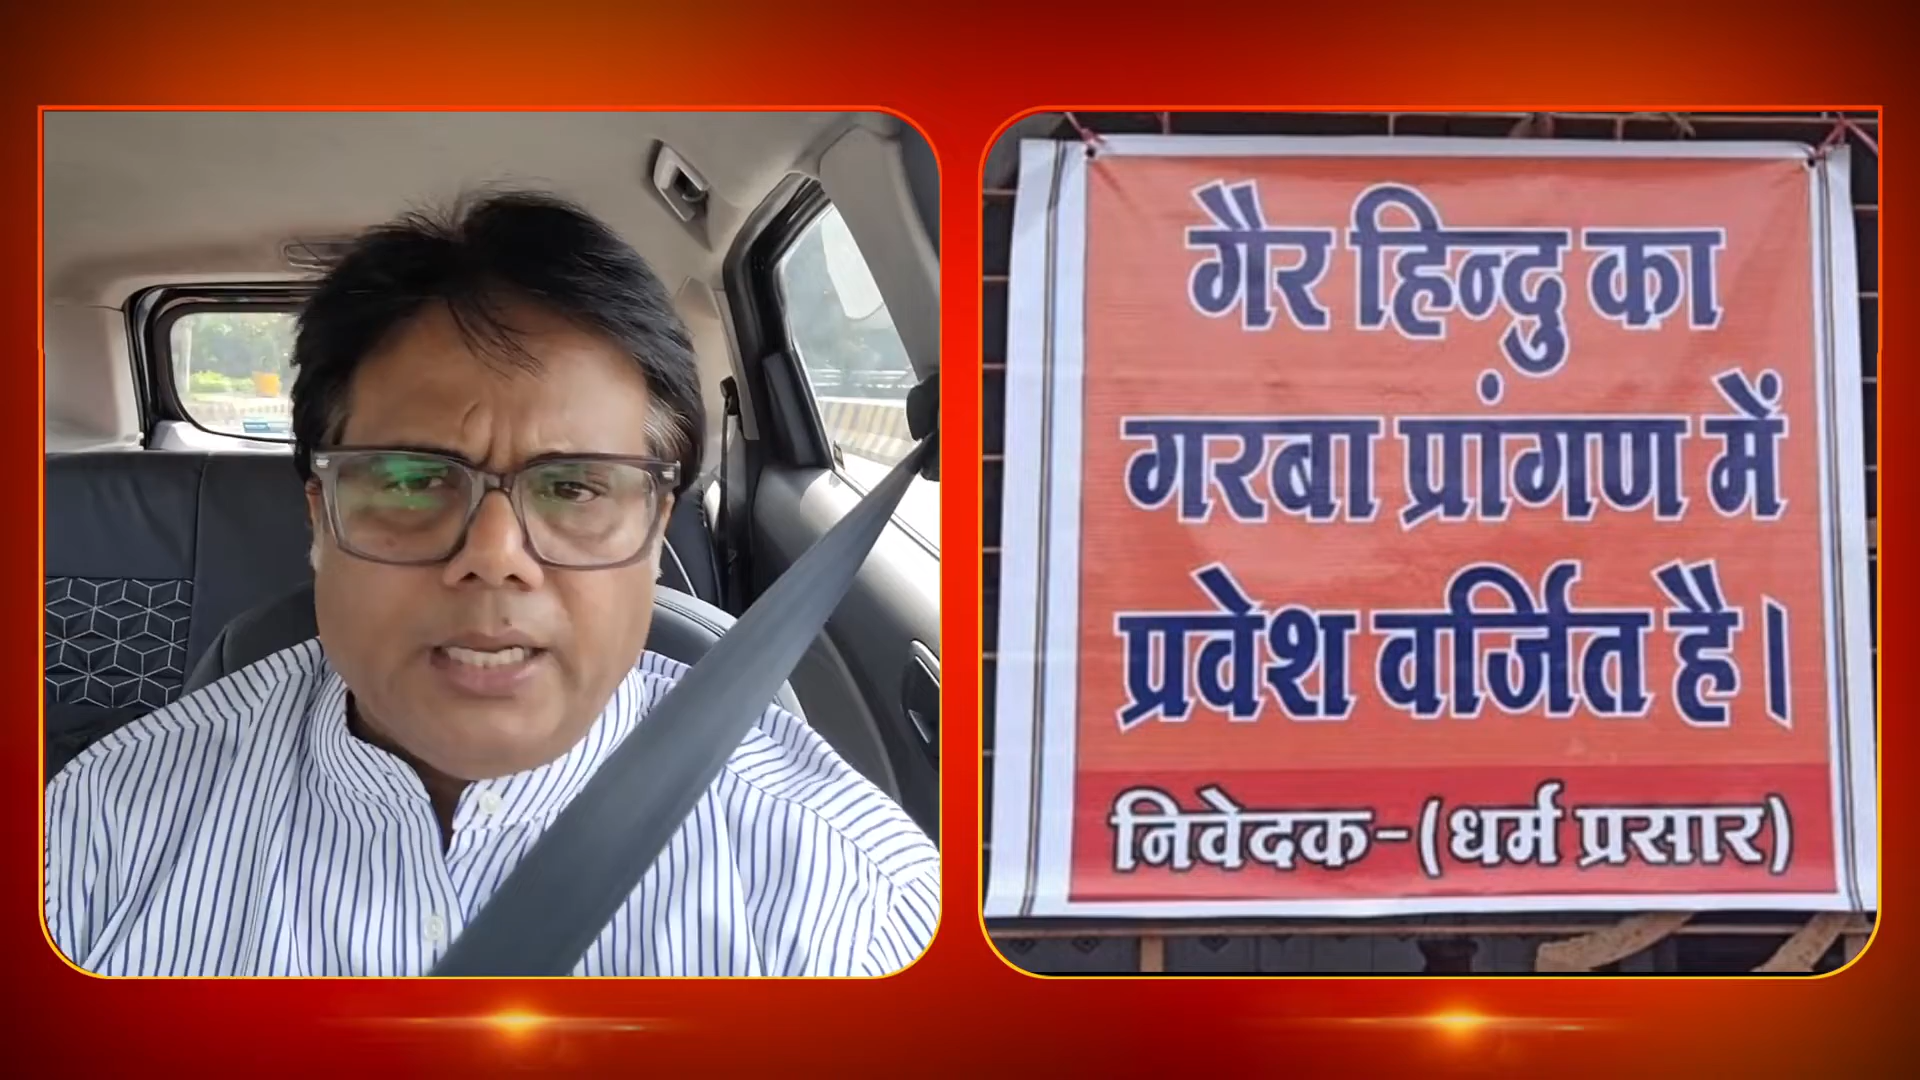 गैर हिन्दु का
गरबा प्रांगण में
प्रवेश वर्जित है।
निवेदक-(धर्म प्रसार)